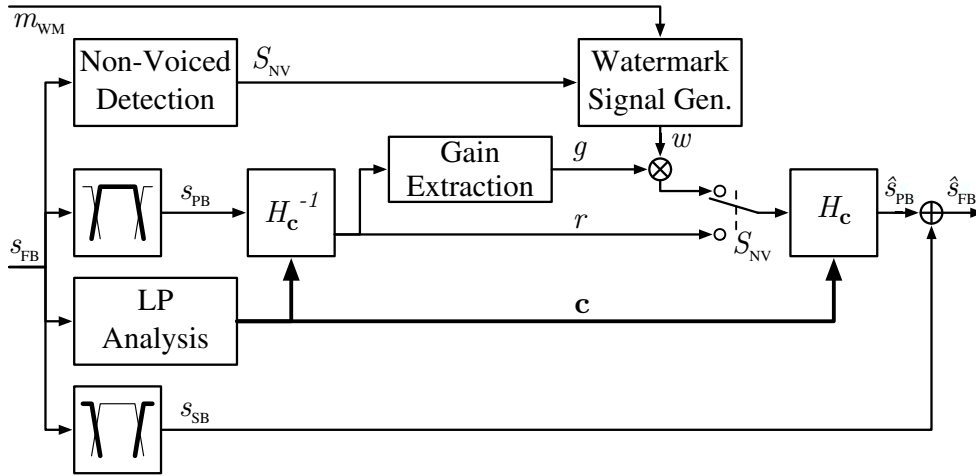 m_WM
Non-Voiced
Detection
S_NV
Watermark
Signal Gen.
w
Gain
Extraction
g
s_PB
H_c^-1
r
S_NV
H_c
ŝ_PB
ŝ_FB
s_FB
LP
Analysis
c
s_SB